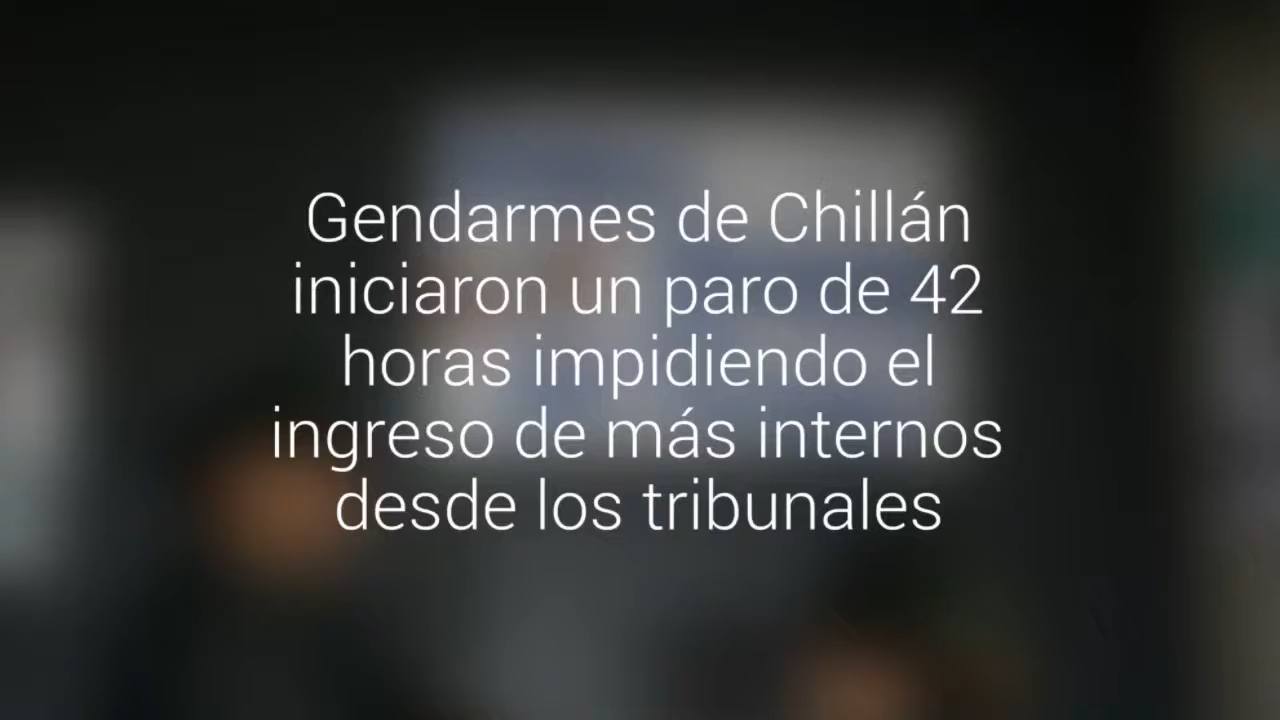 Gendarmes de Chillán
iniciaron un paro de 42
horas impidiendo el
ingreso de más internos
desde los tribunales